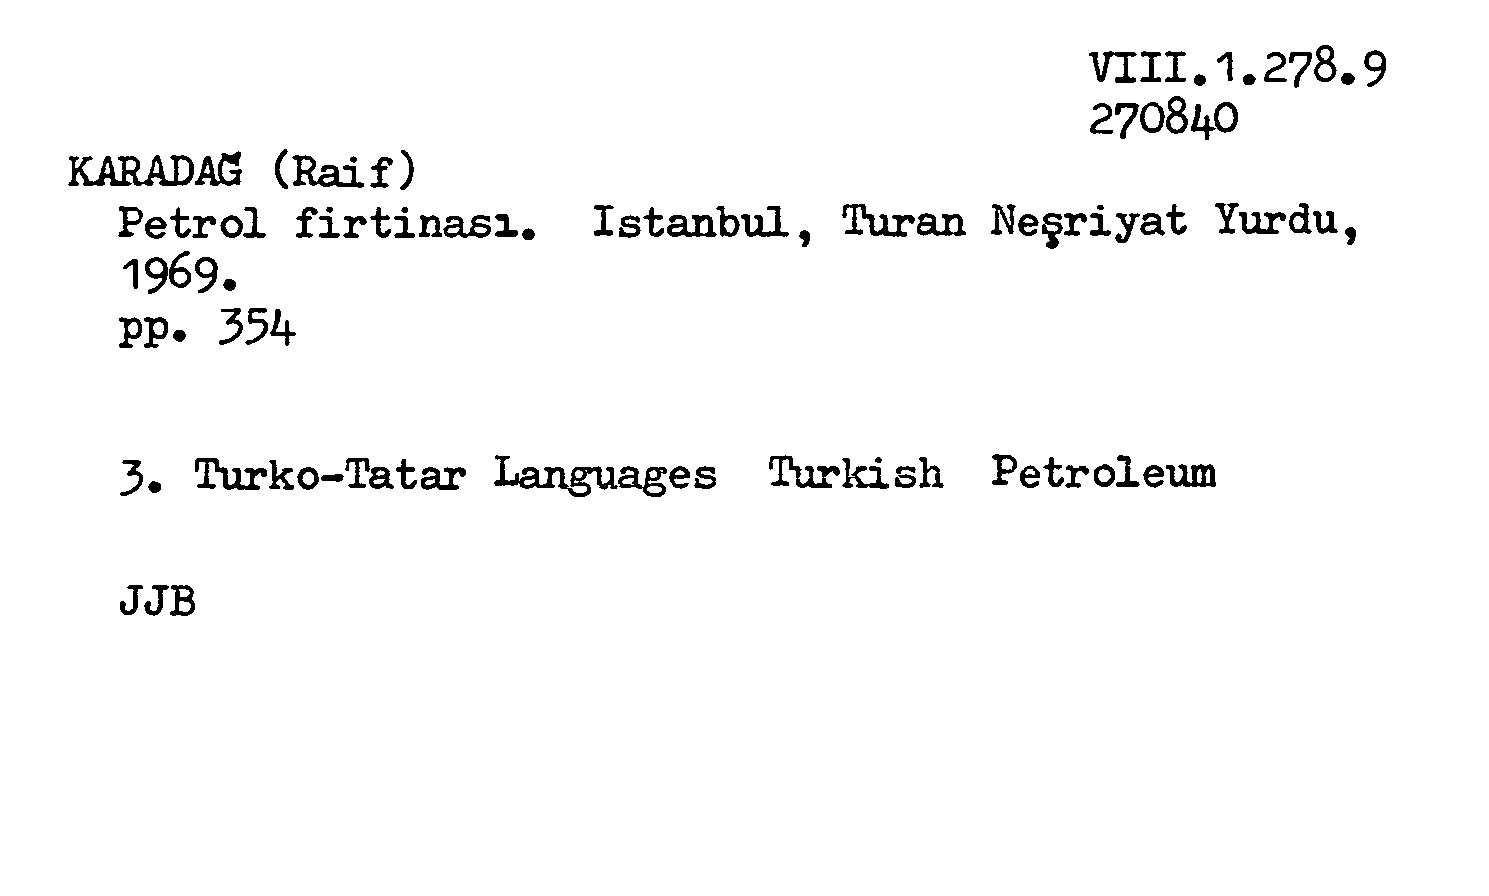 VIII.1.278.9
270840
KARADAĞ (Raif)
Petrol firtinası. Istanbul, Turan Neşriyat Yurdu,
1969.
pp. 354
3. Turko-Tatar Languages Turkish Petroleum
JJB